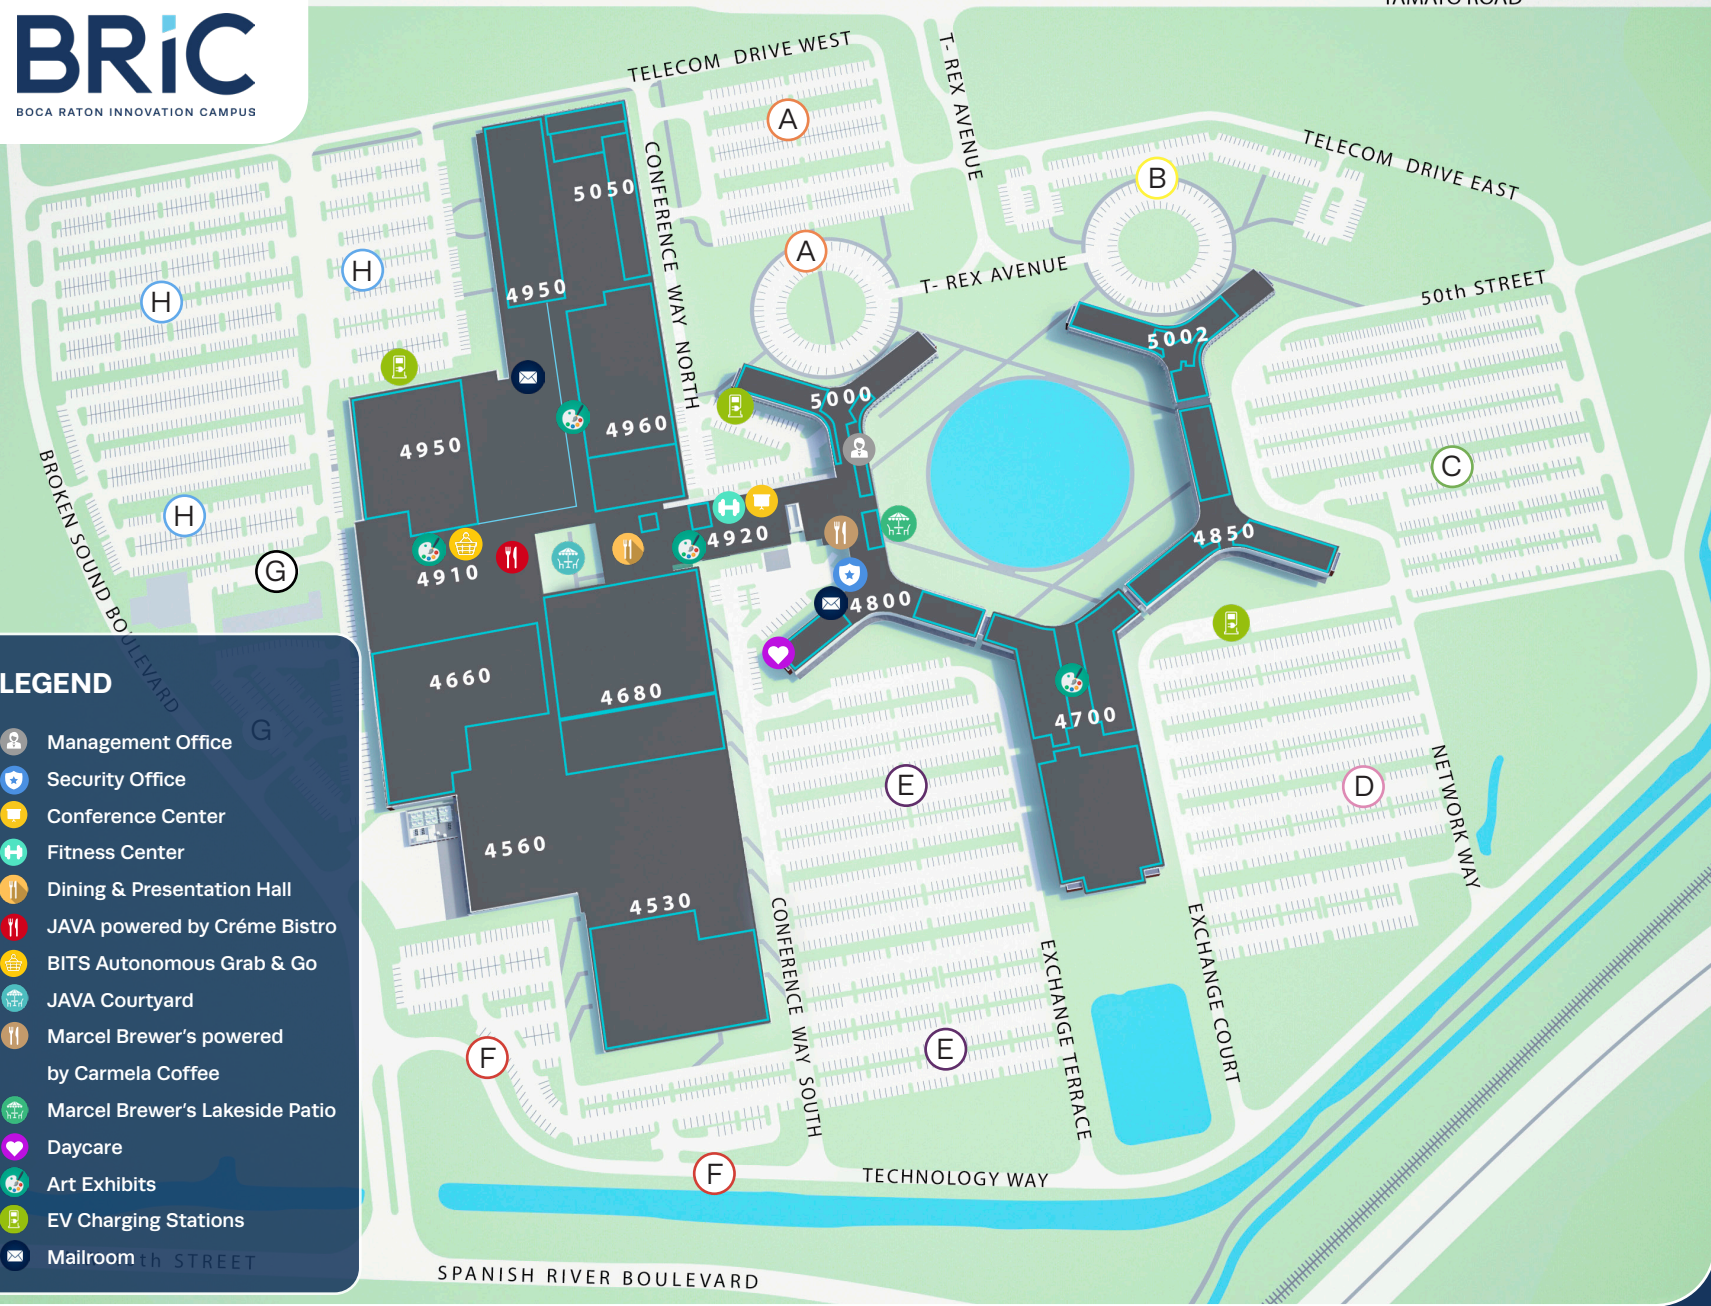 YAMATO ROAD
BRiC
BOCA RATON INNOVATION CAMPUS
TELECOM DRIVE WEST
T- REX AVENUE
A
TELECOM DRIVE EAST
B
CONFERENCE WAY NORTH
5050
A
H
H
T- REX AVENUE
50th STREET
4950
5002
5000
4960
4950
C
BROKEN SOUND BOULEVARD
H
4920
4850
G
4910
4800
4660
4680
4700
G
E
D
NETWORK WAY
4560
4530
CONFERENCE WAY SOUTH
EXCHANGE TERRACE
EXCHANGE COURT
F
E
F
TECHNOLOGY WAY
SPANISH RIVER BOULEVARD
LEGEND
Management Office
Security Office
Conference Center
Fitness Center
Dining & Presentation Hall
JAVA powered by Créme Bistro
BITS Autonomous Grab & Go
JAVA Courtyard
Marcel Brewer's powered
by Carmela Coffee
Marcel Brewer's Lakeside Patio
Daycare
Art Exhibits
EV Charging Stations
Mailroom
STREET